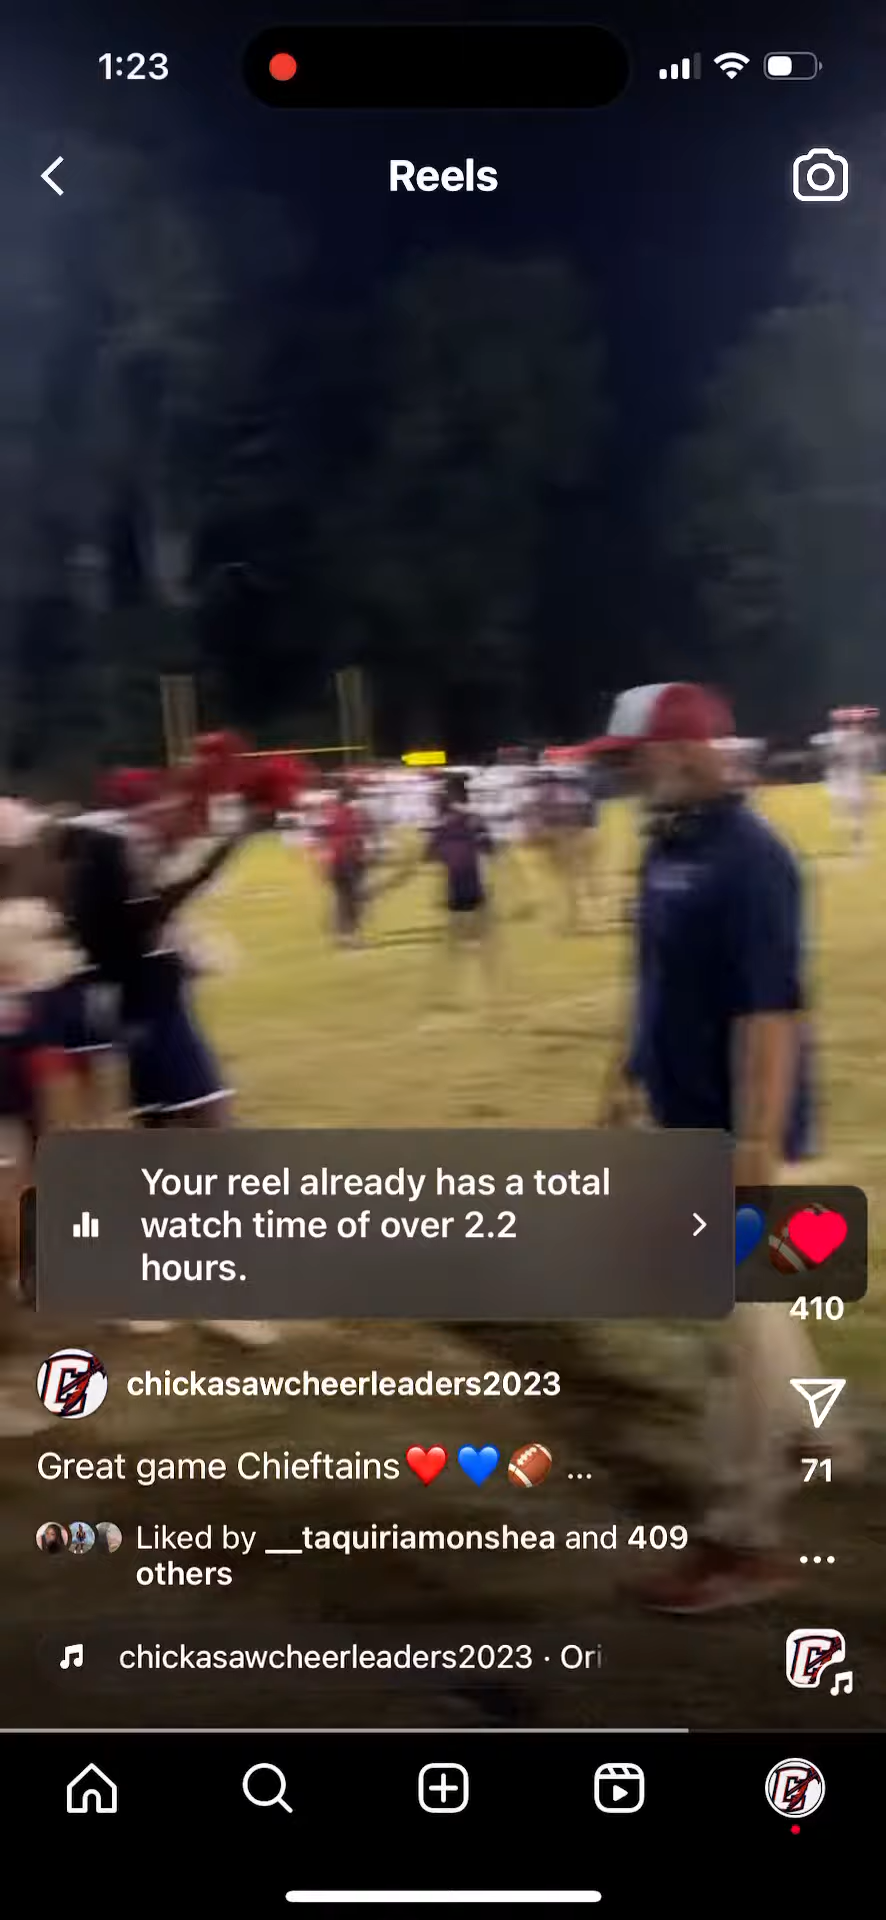 1:23
Reels
Your reel already has a total
watch time of over 2.2
hours.
410
chickasawcheerleaders2023
Great game Chieftains❤️💙🏈 ...
71
Liked by __taquiriamonshea and 409
others
chickasawcheerleaders2023 · Ori